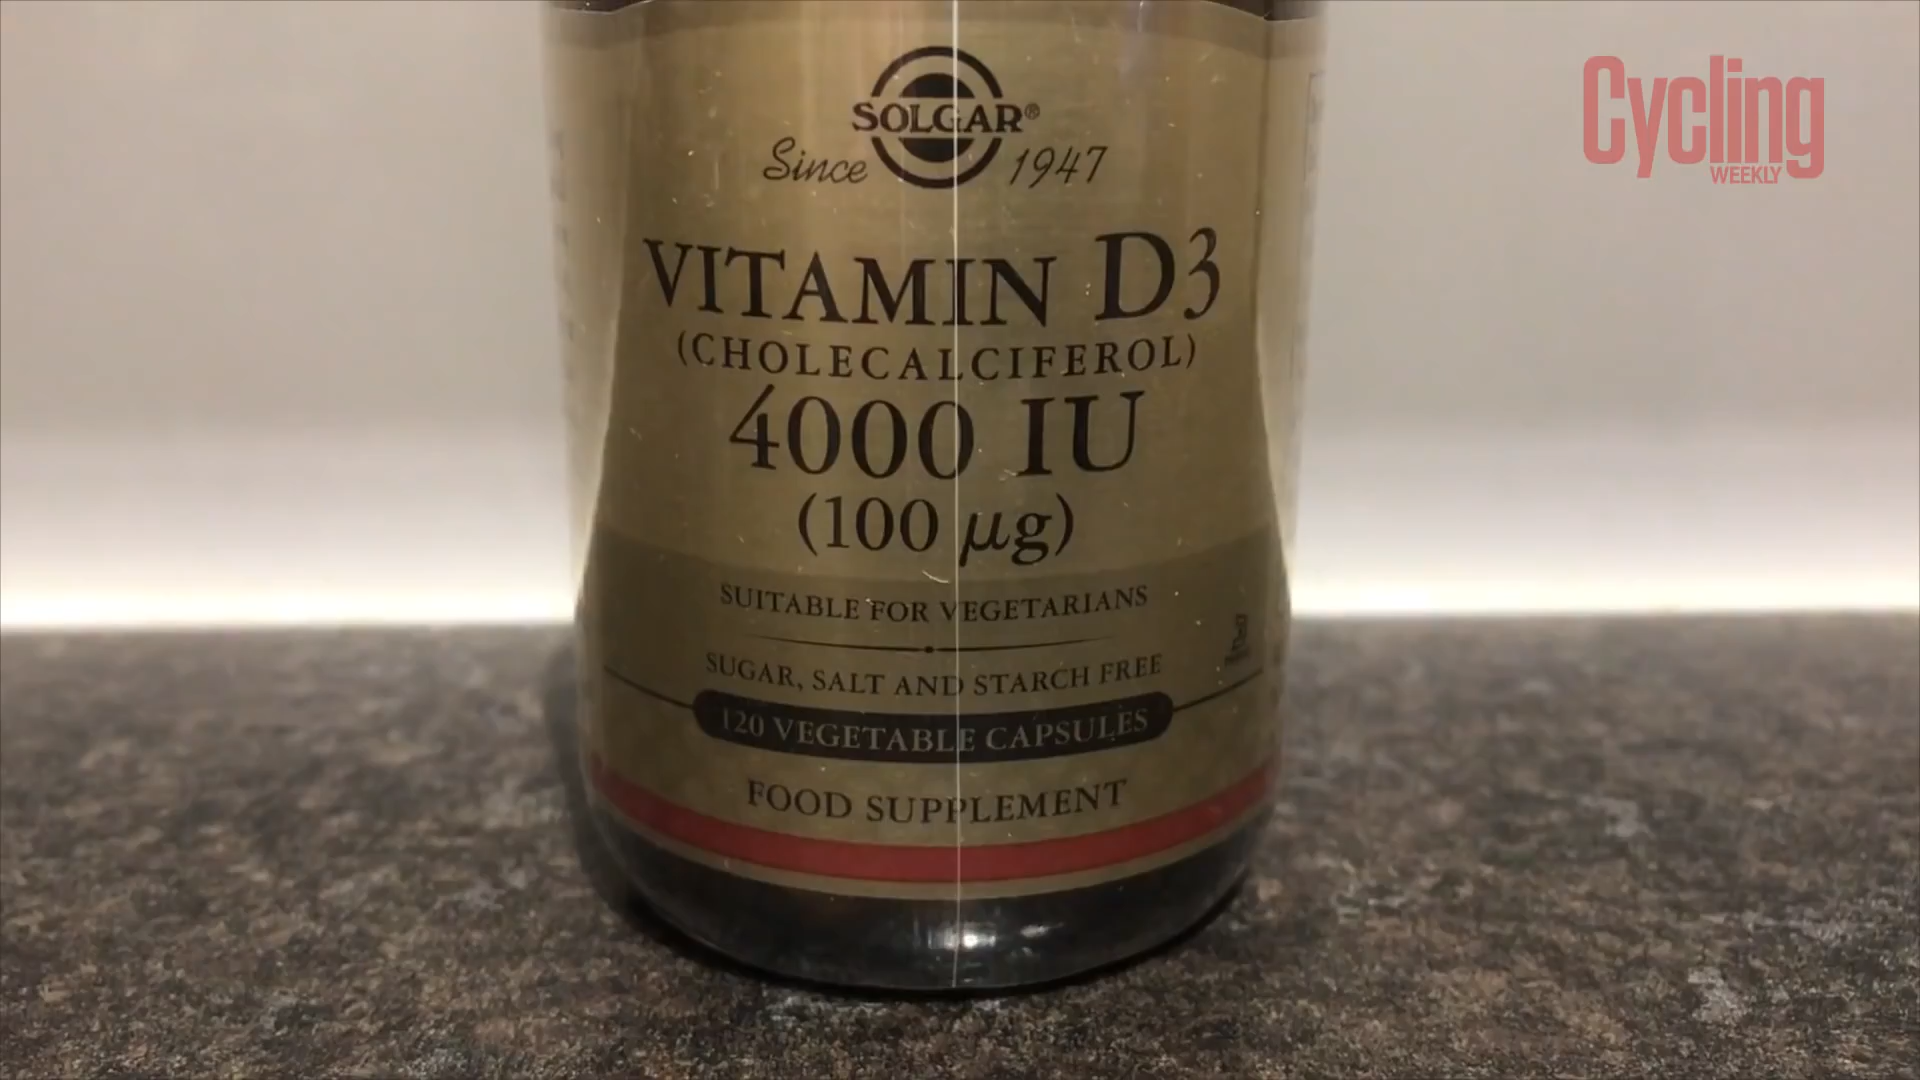 SOLGAR®
Since 1947
VITAMIN D3
(CHOLECALCIFEROL)
4000 IU
(100 µg)
SUITABLE FOR VEGETARIANS
SUGAR, SALT AND STARCH FREE
120 VEGETABLE CAPSULES
FOOD SUPPLEMENT
Cycling
WEEKLY